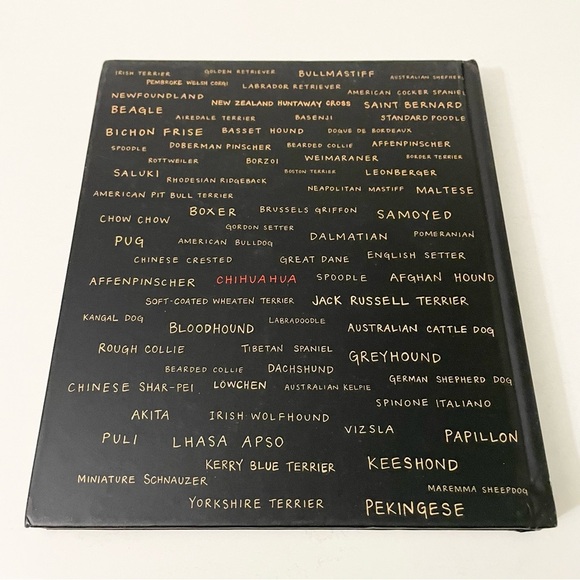 IRISH TERRIER GOLDEN RETRIEVER BULLMASTIFF AUSTRALIAN SHEPHERD
PEMBROKE WELSH CORGI LABRADOR RETRIEVER
NEWFOUNDLAND AMERICAN COCKER SPANIEL
NEW ZEALAND HUNTAWAY CROSS SAINT BERNARD
BEAGLE AIREDALE TERRIER BASENJI STANDARD POODLE
BICHON FRISE BASSET HOUND DOGUE DE BORDEAUX
SPOODLE DOBERMAN PINSCHER BEARDED COLLIE AFFENPINSCHER
ROTTWEILER BORZOI WEIMARANER BORDER TERRIER
SALUKI RHODESIAN RIDGEBACK BOSTON TERRIER LEONBERGER
AMERICAN PIT BULL TERRIER NEAPOLITAN MASTIFF MALTESE
CHOW CHOW BOXER BRUSSELS GRIFFON SAMOYED
GORDON SETTER
PUG AMERICAN BULLDOG DALMATIAN POMERANIAN
CHINESE CRESTED GREAT DANE ENGLISH SETTER
AFFENPINSCHER CHIHUAHUA SPOODLE AFGHAN HOUND
SOFT-COATED WHEATEN TERRIER JACK RUSSELL TERRIER
KANGAL DOG BLOODHOUND LABRADOODLE AUSTRALIAN CATTLE DOG
ROUGH COLLIE TIBETAN SPANIEL GREYHOUND
BEARDED COLLIE DACHSHUND
CHINESE SHAR-PEI LÖWCHEN AUSTRALIAN KELPIE GERMAN SHEPHERD DOG
SPINONE ITALIANO
AKITA IRISH WOLFHOUND
PULI LHASA APSO VIZSLA PAPILLON
KERRY BLUE TERRIER KEESHOND
MINIATURE SCHNAUZER
MAREMMA SHEEPDOG
YORKSHIRE TERRIER PEKINGESE